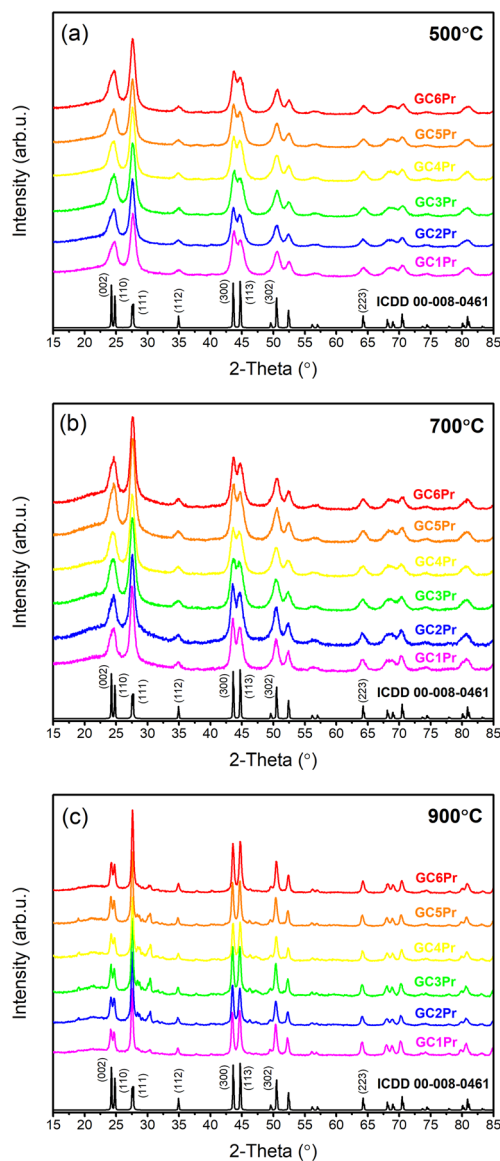 (a) 500°C
GC6Pr
GC5Pr
GC4Pr
GC3Pr
GC2Pr
GC1Pr
(002) (110) (111) (112) (300) (113) (302) (223)
ICDD 00-008-0461
15 20 25 30 35 40 45 50 55 60 65 70 75 80 85
2-Theta (°)
Intensity (arb.u.)
(b) 700°C
GC6Pr
GC5Pr
GC4Pr
GC3Pr
GC2Pr
GC1Pr
(002) (110) (111) (112) (300) (113) (302) (223)
ICDD 00-008-0461
15 20 25 30 35 40 45 50 55 60 65 70 75 80 85
2-Theta (°)
Intensity (arb.u.)
(c) 900°C
GC6Pr
GC5Pr
GC4Pr
GC3Pr
GC2Pr
GC1Pr
(002) (110) (111) (112) (300) (113) (302) (223)
ICDD 00-008-0461
15 20 25 30 35 40 45 50 55 60 65 70 75 80 85
2-Theta (°)
Intensity (arb.u.)